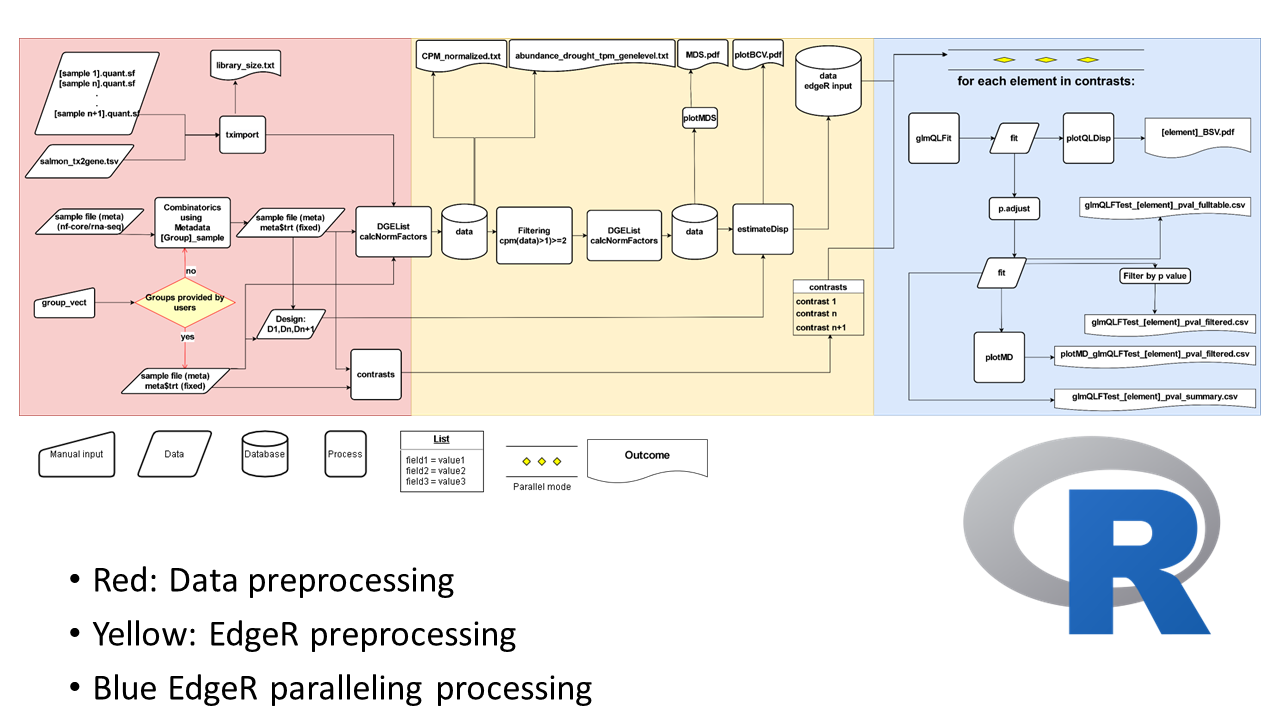 [sample 1].quant.sf
[sample n].quant.sf
.
.
[sample n+1].quant.sf
salmon_tx2gene.tsv
library_size.txt
tximport
sample file (meta)
(nf-core/rna-seq)
Combinatorics
using
Metadata
[Group]_sample
sample file (meta)
meta$trt (fixed)
no
group_vect
Groups provided by
users
yes
Design:
D1,Dn,Dn+1
sample file (meta)
meta$trt (fixed)
contrasts
DGEList
calcNormFactors
CPM_normalized.txt
abundance_drought_tpm_genelevel.txt
MDS.pdf
plotBCV.pdf
plotMDS
data
Filtering
cpm(data)>1)>=2
DGEList
calcNormFactors
data
estimateDisp
data
edgeR input
contrasts
contrast 1
contrast n
contrast n+1
for each element in contrasts:
glmQLFit
fit
plotQLDisp
[element]_BSV.pdf
p.adjust
glmQLFTest_[element]_pval_fulltable.csv
fit
Filter by p value
glmQLFTest_[element]_pval_filtered.csv
plotMD
plotMD_glmQLFTest_[element]_pval_filtered.csv
glmQLFTest_[element]_pval_summary.csv
Manual input
Data
Database
Process
List
field1 = value1
field2 = value2
field3 = value3
Parallel mode
Outcome
R
• Red: Data preprocessing
• Yellow: EdgeR preprocessing
• Blue EdgeR paralleling processing